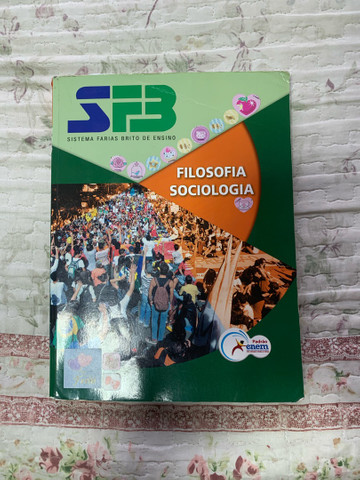 SFB
SISTEMA FARIAS BRITO DE ENSINO
FILOSOFIA
SOCIOLOGIA
Padrão
enem